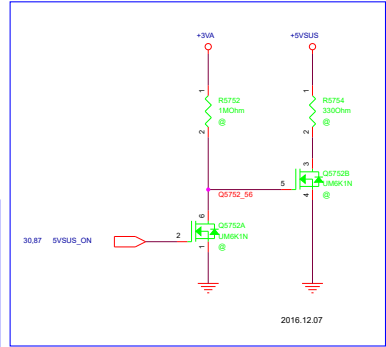 +3VA
+5VSUS
1
R5752
1MOhm
@
2
1
R5754
330Ohm
@
2
3
Q5752B
UM6K1N
@
5
4
Q5752_56
6
Q5752A
UM6K1N
@
2
1
30,87 5VSUS_ON
2016.12.07